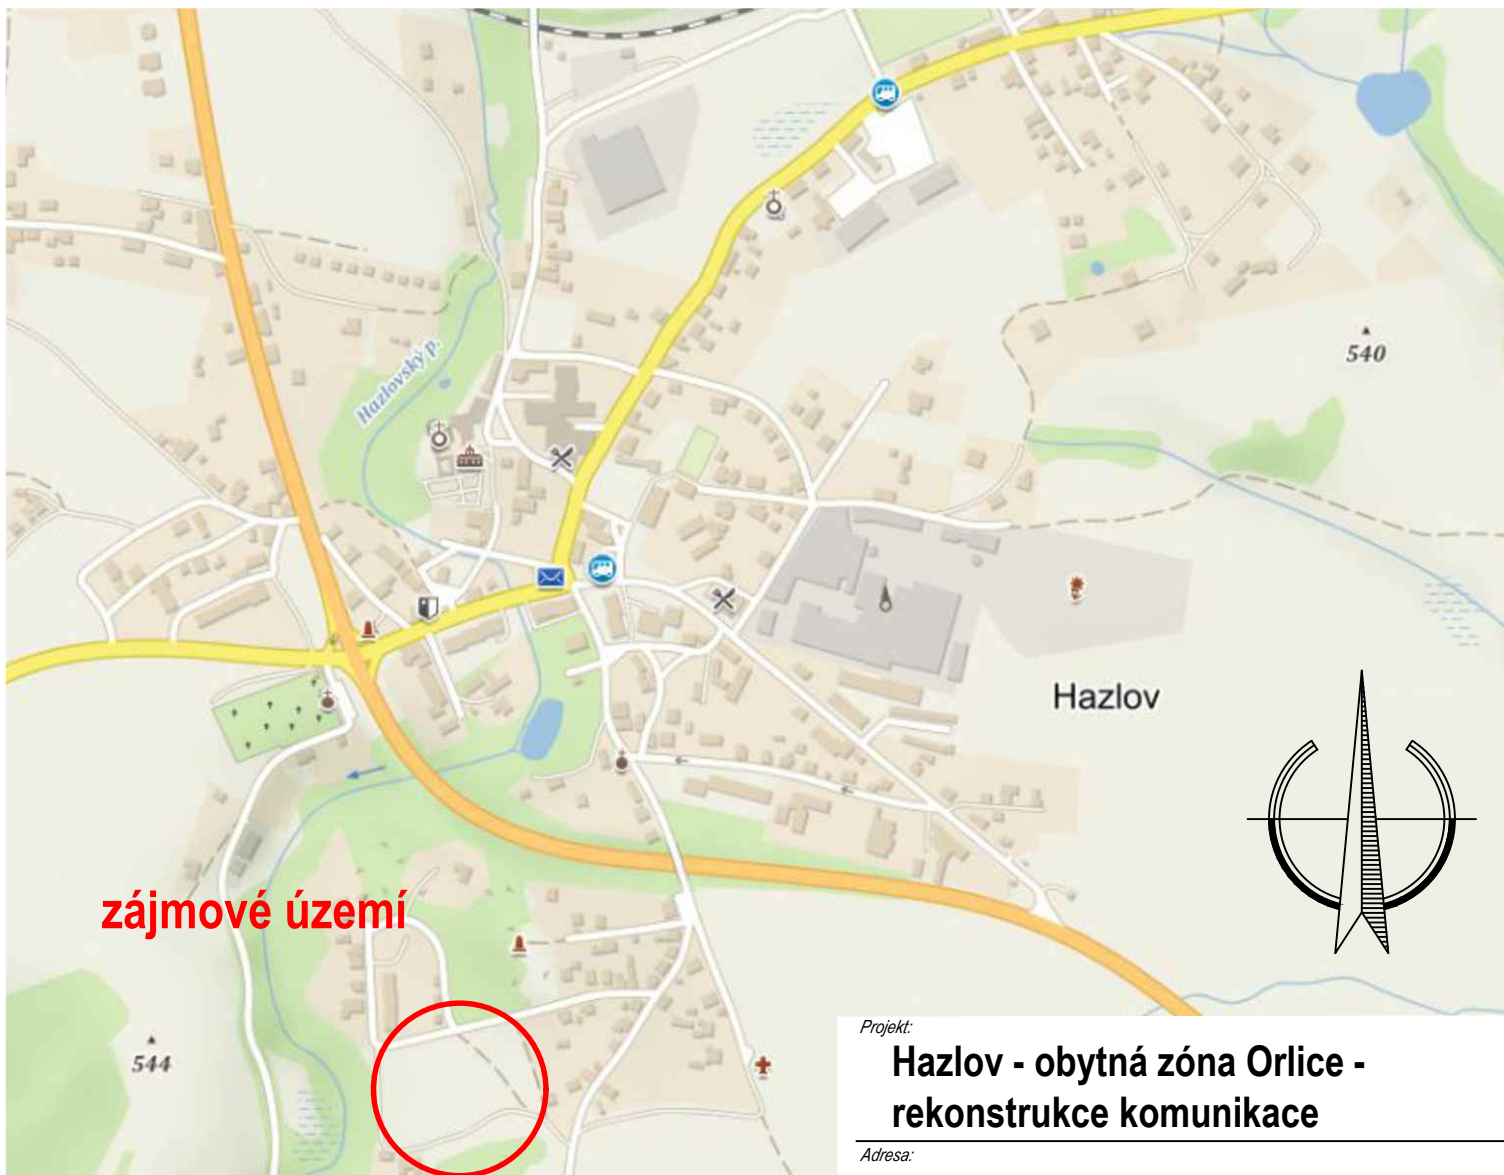 Hazlovský p.
540
Hazlov
zájmové území
544
Projekt:
Hazlov - obytná zóna Orlice -
rekonstrukce komunikace
Adresa: